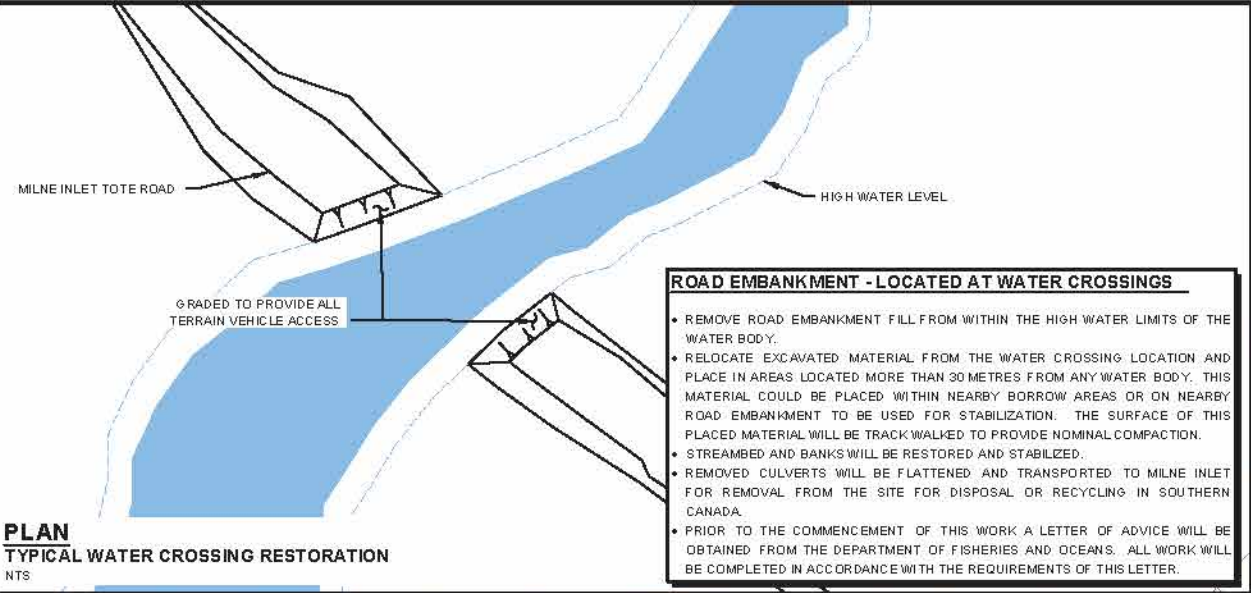 MILNE INLET TOTE ROAD
HIGH WATER LEVEL
GRADED TO PROVIDE ALL
TERRAIN VEHICLE ACCESS
ROAD EMBANKMENT - LOCATED AT WATER CROSSINGS
• REMOVE ROAD EMBANKMENT FILL FROM WITHIN THE HIGH WATER LIMITS OF THE
WATER BODY.
• RELOCATE EXCAVATED MATERIAL FROM THE WATER CROSSING LOCATION AND
PLACE IN AREAS LOCATED MORE THAN 30 METRES FROM ANY WATER BODY. THIS
MATERIAL COULD BE PLACED WITHIN NEARBY BORROW AREAS OR ON NEARBY
ROAD EMBANKMENT TO BE USED FOR STABILIZATION. THE SURFACE OF THIS
PLACED MATERIAL WILL BE TRACK WALKED TO PROVIDE NOMINAL COMPACTION.
• STREAMBED AND BANKS WILL BE RESTORED AND STABILIZED.
• REMOVED CULVERTS WILL BE FLATTENED AND TRANSPORTED TO MILNE INLET
FOR REMOVAL FROM THE SITE FOR DISPOSAL OR RECYCLING IN SOUTHERN
CANADA.
• PRIOR TO THE COMMENCEMENT OF THIS WORK A LETTER OF ADVICE WILL BE
OBTAINED FROM THE DEPARTMENT OF FISHERIES AND OCEANS. ALL WORK WILL
BE COMPLETED IN ACCORDANCE WITH THE REQUIREMENTS OF THIS LETTER.
PLAN
TYPICAL WATER CROSSING RESTORATION
NTS